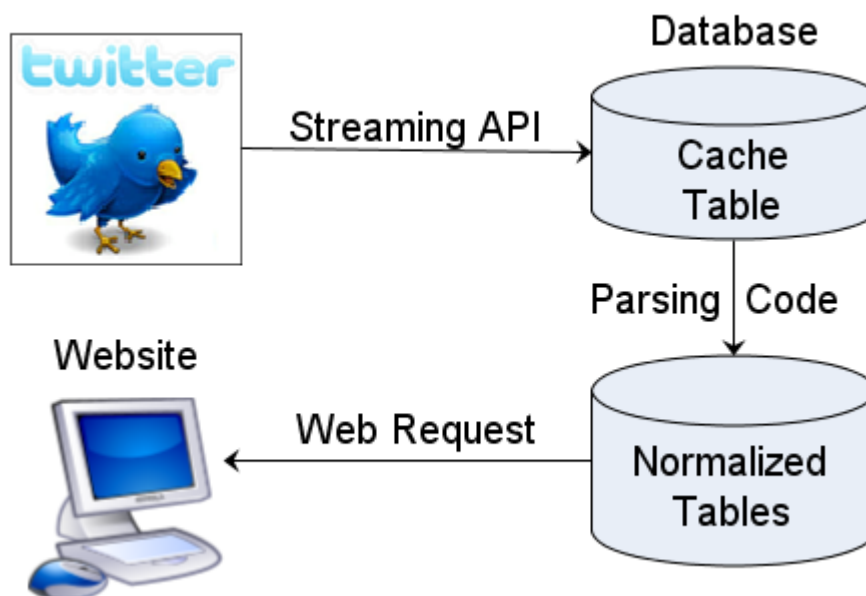 twitter
Database
Streaming API
Cache
Table
Parsing Code
Website
Web Request
Normalized
Tables